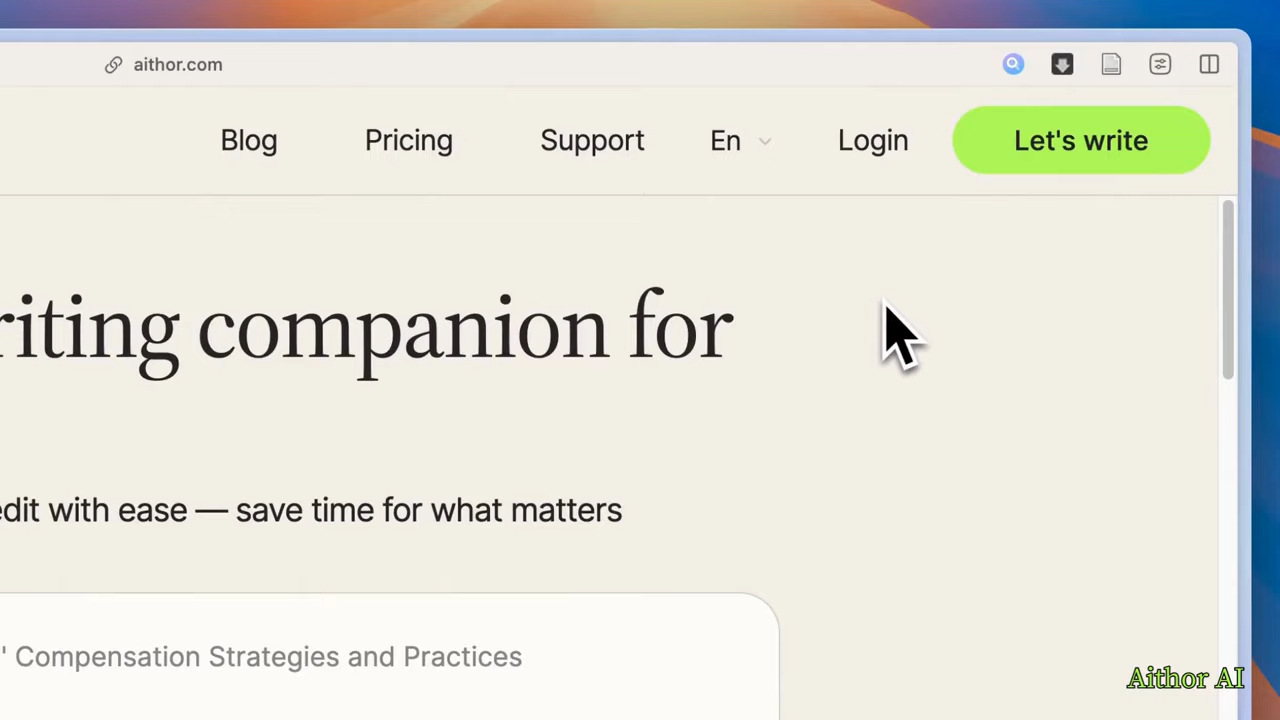 aithor.com
Blog Pricing Support En Login Let's write
riting companion for
edit with ease — save time for what matters
' Compensation Strategies and Practices
Aithor AI